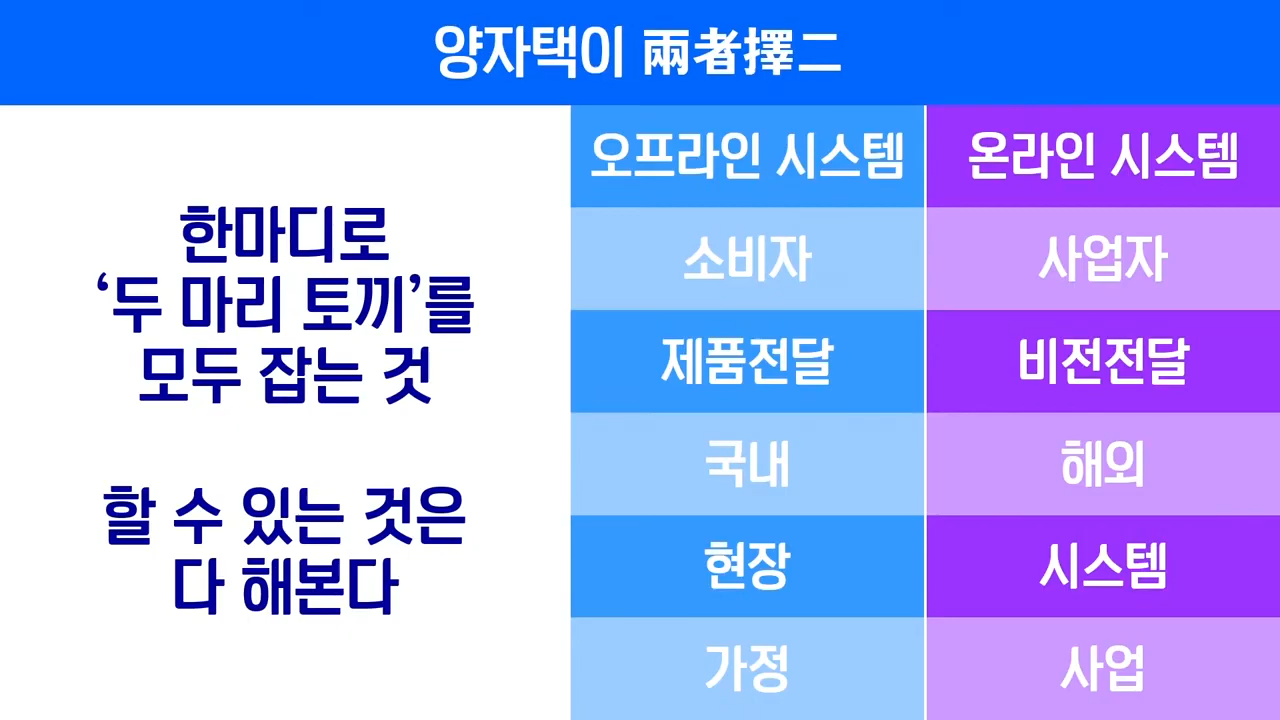 양자택이 兩者擇二
한마디로
‘두 마리 토끼’를
모두 잡는 것
할 수 있는 것은
다 해본다
오프라인 시스템 온라인 시스템
소비자 사업자
제품전달 비전전달
국내 해외
현장 시스템
가정 사업